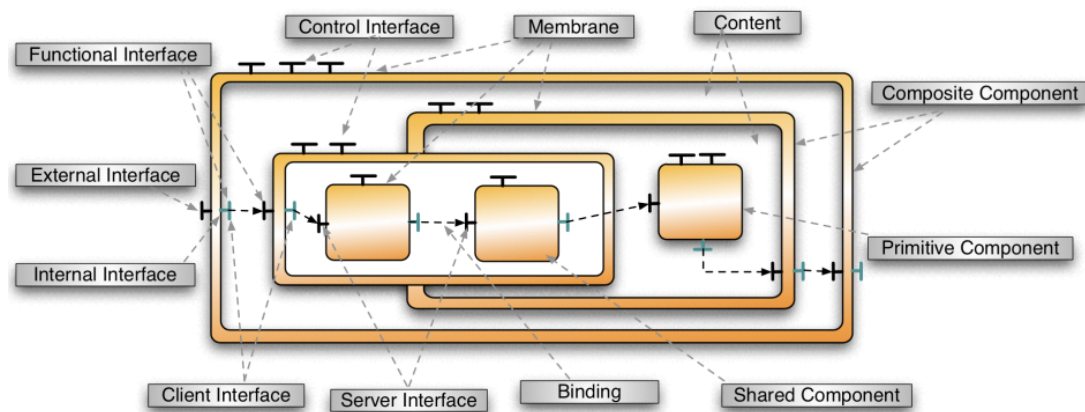 Control Interface
Membrane
Content
Functional Interface
Composite Component
External Interface
Internal Interface
Primitive Component
Client Interface
Server Interface
Binding
Shared Component